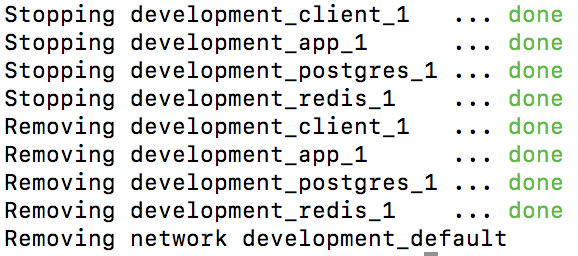 Stopping development_client_1   ... done
Stopping development_app_1      ... done
Stopping development_postgres_1 ... done
Stopping development_redis_1    ... done
Removing development_client_1   ... done
Removing development_app_1      ... done
Removing development_postgres_1 ... done
Removing development_redis_1    ... done
Removing network development_default